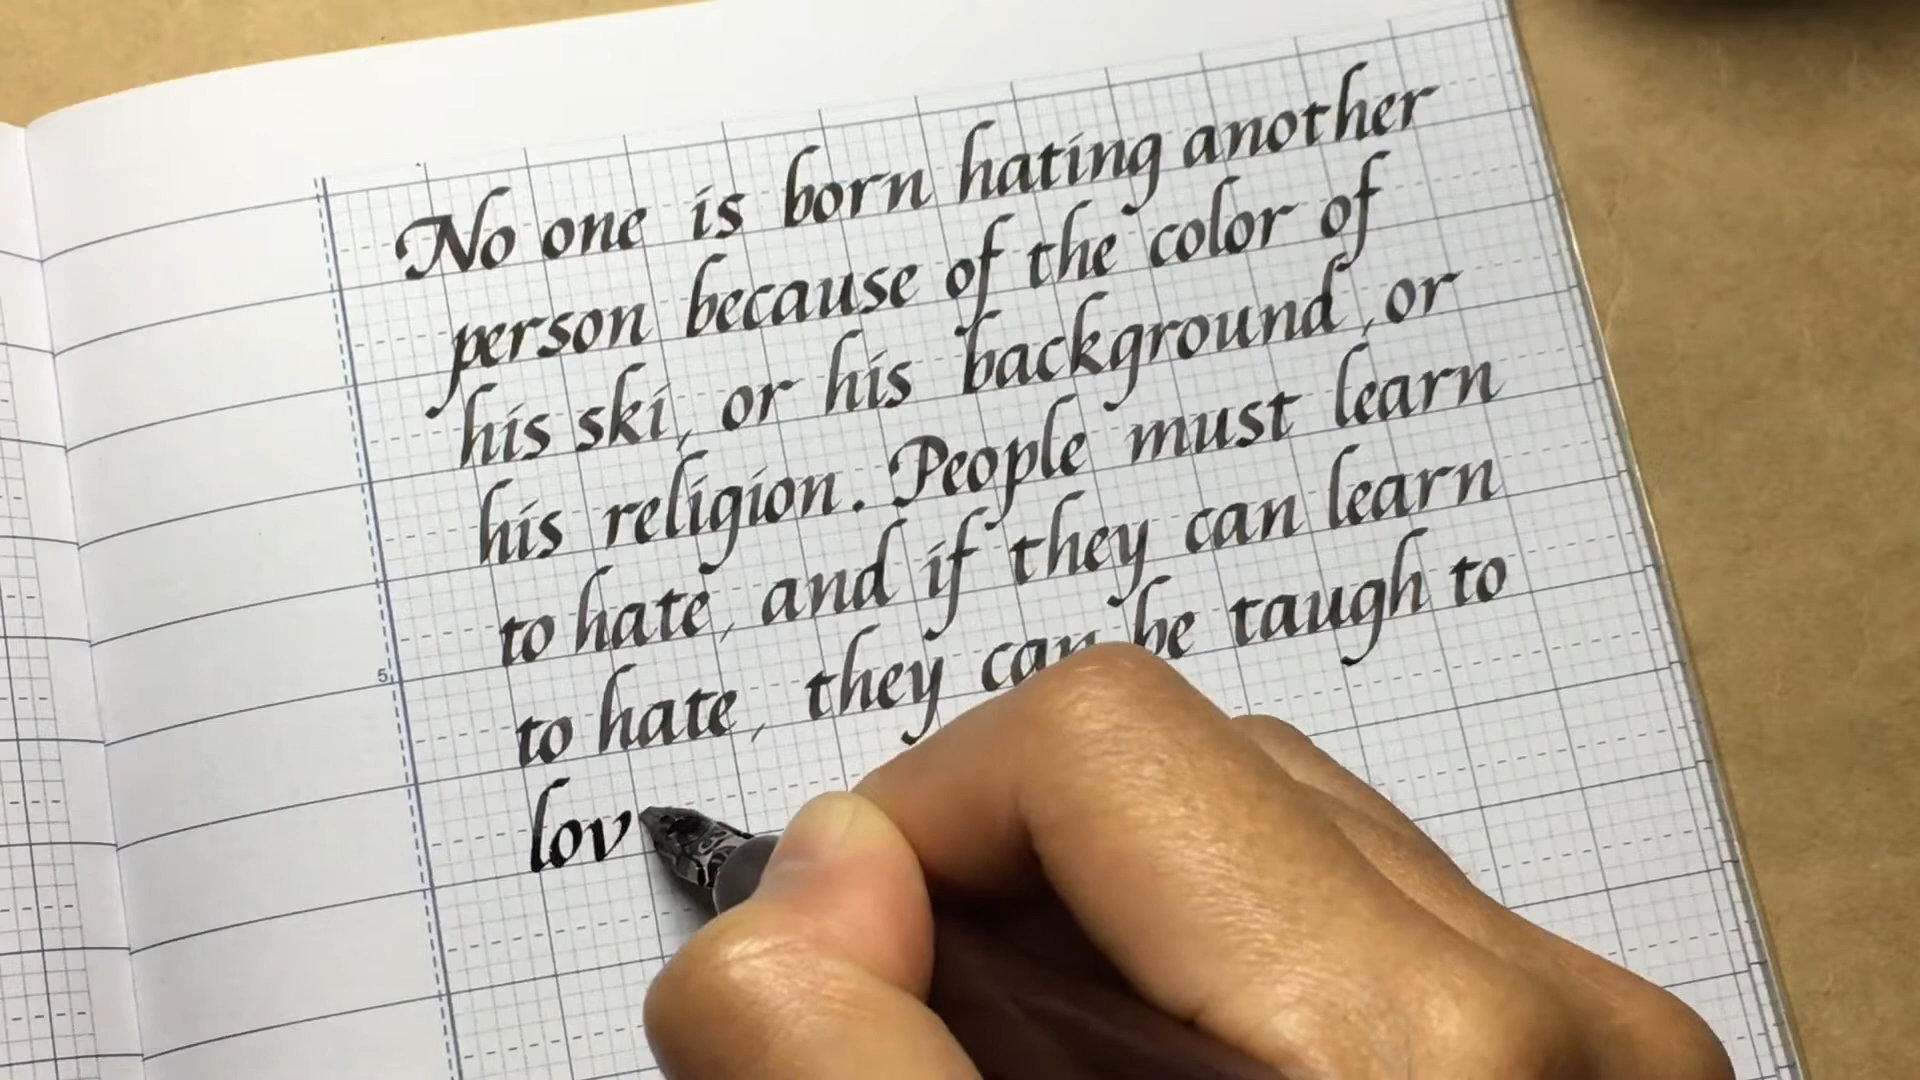 No one is born hating another
person because of the color of
his ski, or his background, or
his religion. People must learn
to hate, and if they can learn
to hate, they can be taugh to
lov
5